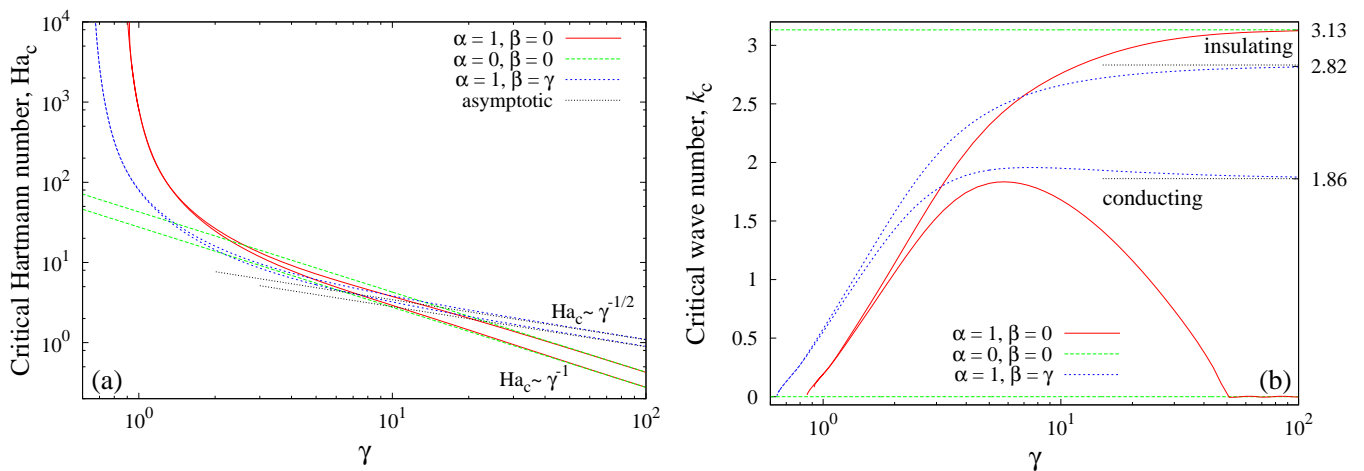 Critical Hartmann number, Ha_c
10^4
10^3
10^2
10^1
10^0
α = 1, β = 0
α = 0, β = 0
α = 1, β = γ
asymptotic
Ha_c ~ γ^-1/2
Ha_c ~ γ^-1
(a)
10^0
10^1
10^2
γ
Critical wave number, k_c
3
2.5
2
1.5
1
0.5
0
insulating
conducting
3.13
2.82
1.86
α = 1, β = 0
α = 0, β = 0
α = 1, β = γ
(b)
10^0
10^1
10^2
γ